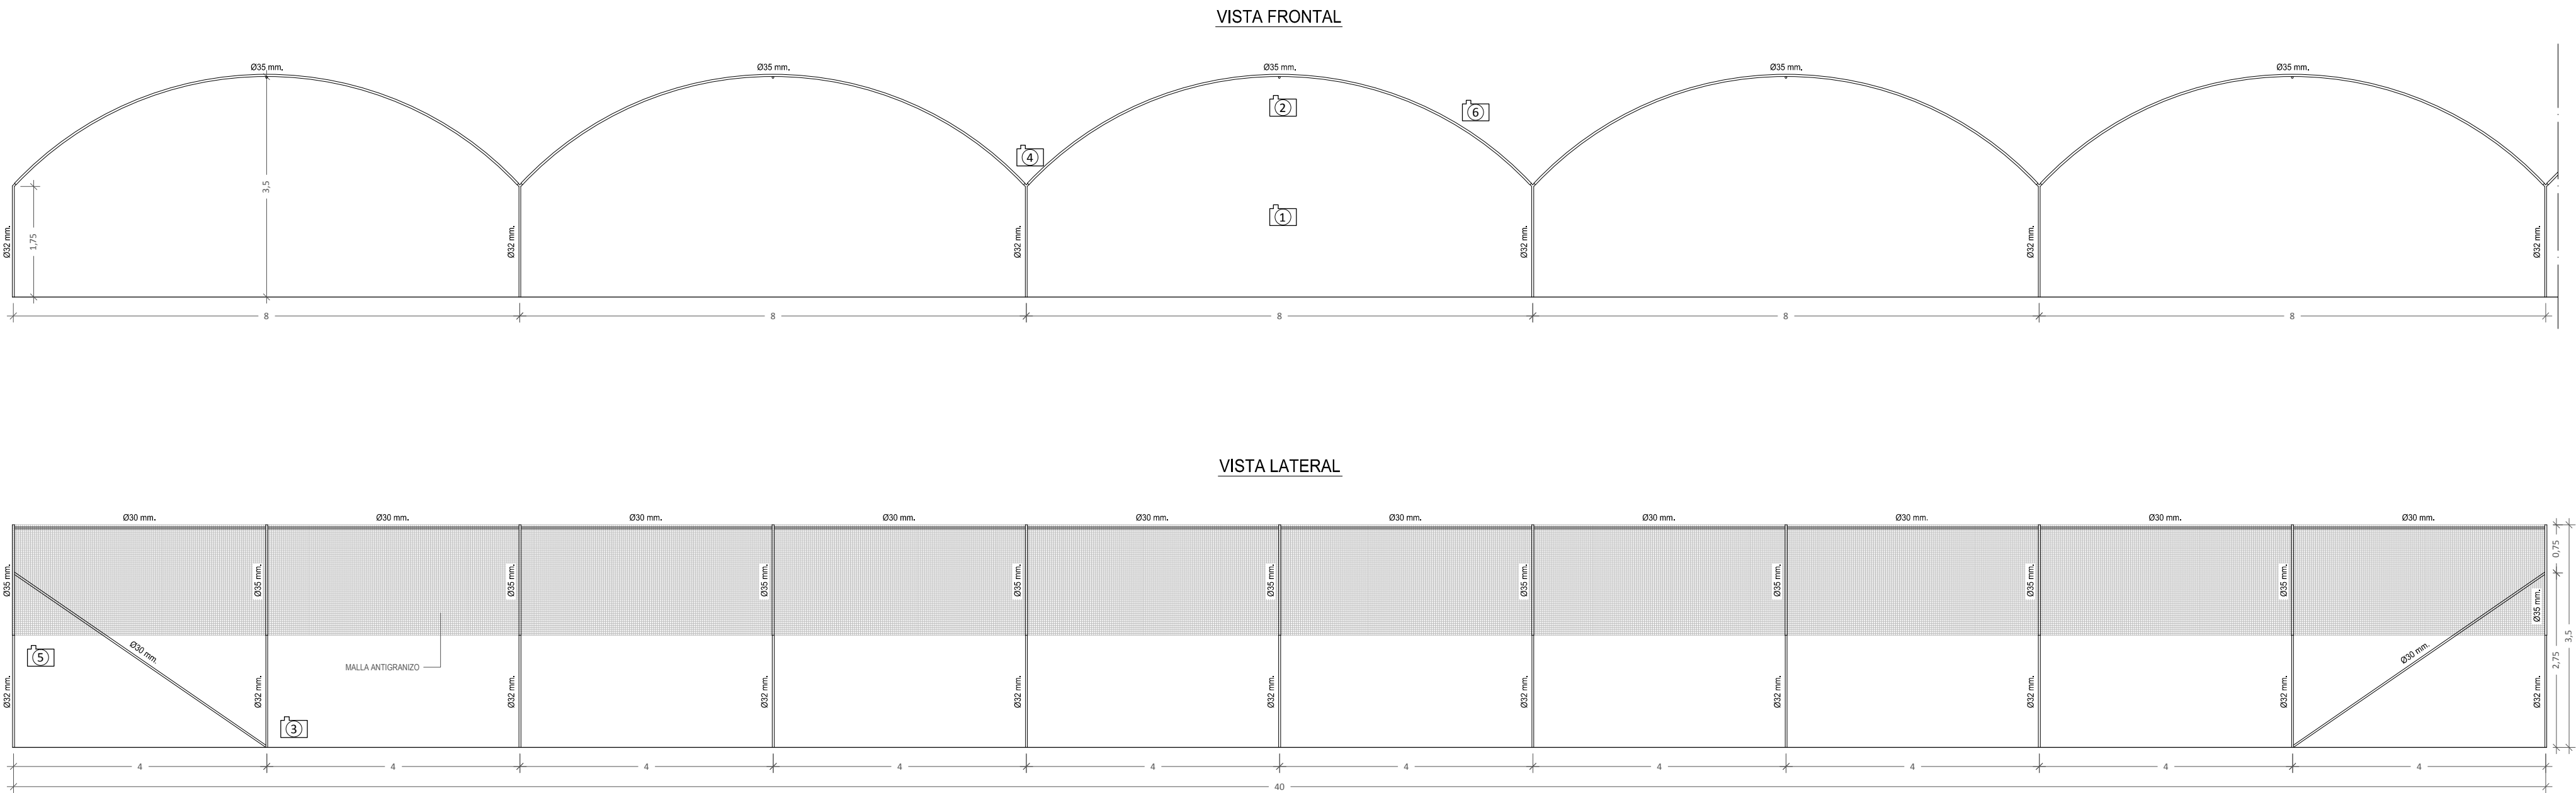 VISTA FRONTAL
Ø35 mm. Ø35 mm. Ø35 mm. Ø35 mm. Ø35 mm.
2 6
4
3,5
1
Ø32 mm. 1,75 Ø32 mm. Ø32 mm. Ø32 mm. Ø32 mm. Ø32 mm.
8 8 8 8 8
VISTA LATERAL
Ø30 mm. Ø30 mm. Ø30 mm. Ø30 mm. Ø30 mm. Ø30 mm. Ø30 mm. Ø30 mm. Ø30 mm. Ø30 mm.
0,75
Ø35 mm. Ø35 mm. Ø35 mm. Ø35 mm. Ø35 mm. Ø35 mm. Ø35 mm. Ø35 mm. Ø35 mm. Ø35 mm. Ø35 mm.
3,5
5 Ø30 mm. MALLA ANTIGRANIZO Ø30 mm. 2,75
Ø32 mm. Ø32 mm. Ø32 mm. Ø32 mm. Ø32 mm. Ø32 mm. Ø32 mm. Ø32 mm. Ø32 mm. Ø32 mm. Ø32 mm.
3
4 4 4 4 4 4 4 4 4 4
40